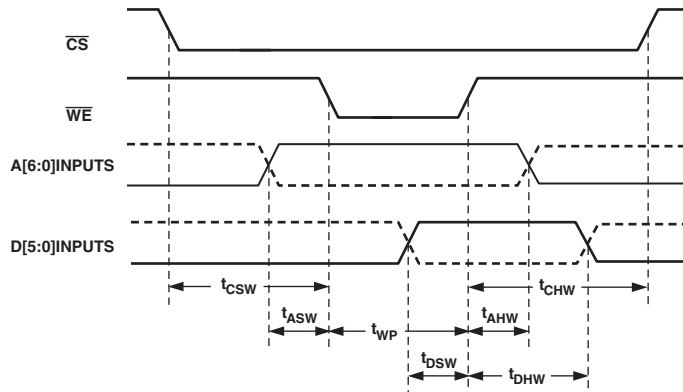 CS
WE
A[6:0]INPUTS
D[5:0]INPUTS
tCSW
tCHW
tASW
tWP
tAHW
tDSW
tDHW